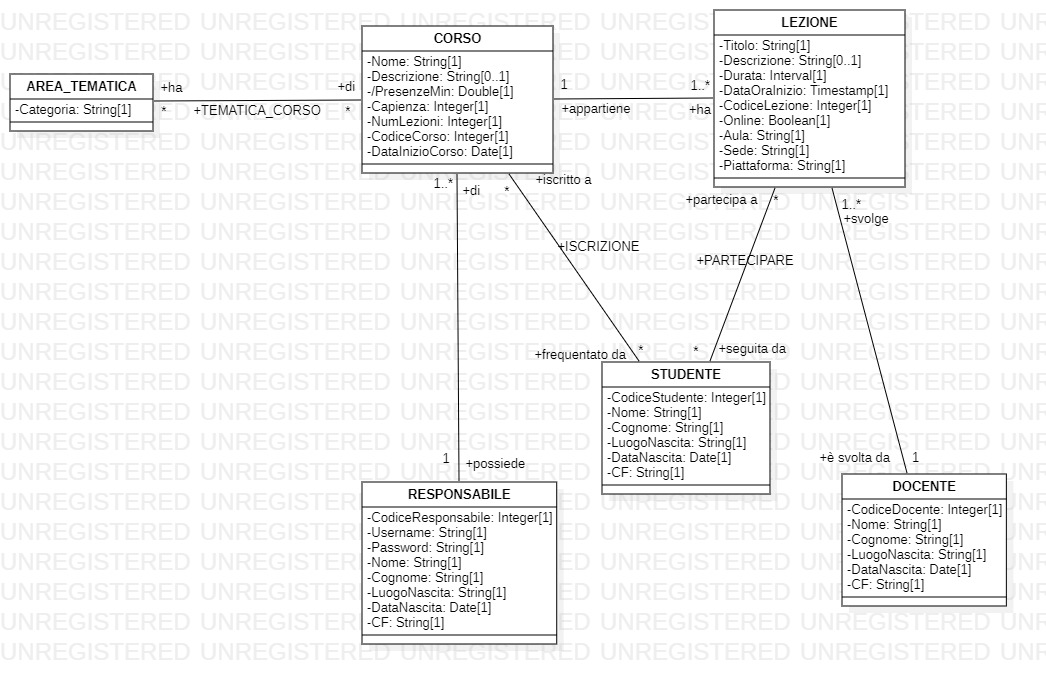 AREA_TEMATICA
-Categoria: String[1]
+ha
*
+TEMATICA_CORSO
+di
*
CORSO
-Nome: String[1]
-Descrizione: String[0..1]
-/PresenzeMin: Double[1]
-Capienza: Integer[1]
-NumLezioni: Integer[1]
-CodiceCorso: Integer[1]
-DataInizioCorso: Date[1]
1
+appartiene
1..*
+ha
LEZIONE
-Titolo: String[1]
-Descrizione: String[0..1]
-Durata: Interval[1]
-DataOraInizio: Timestamp[1]
-CodiceLezione: Integer[1]
-Online: Boolean[1]
-Aula: String[1]
-Sede: String[1]
-Piattaforma: String[1]
1..*
+di
*
+iscritto a
+ISCRIZIONE
+partecipa a
*
+PARTECIPARE
1..*
+svolge
+frequentato da
*
*
+seguita da
STUDENTE
-CodiceStudente: Integer[1]
-Nome: String[1]
-Cognome: String[1]
-LuogoNascita: String[1]
-DataNascita: Date[1]
-CF: String[1]
1
+possiede
RESPONSABILE
-CodiceResponsabile: Integer[1]
-Username: String[1]
-Password: String[1]
-Nome: String[1]
-Cognome: String[1]
-LuogoNascita: String[1]
-DataNascita: Date[1]
-CF: String[1]
+è svolta da
1
DOCENTE
-CodiceDocente: Integer[1]
-Nome: String[1]
-Cognome: String[1]
-LuogoNascita: String[1]
-DataNascita: Date[1]
-CF: String[1]
UNREGISTERED